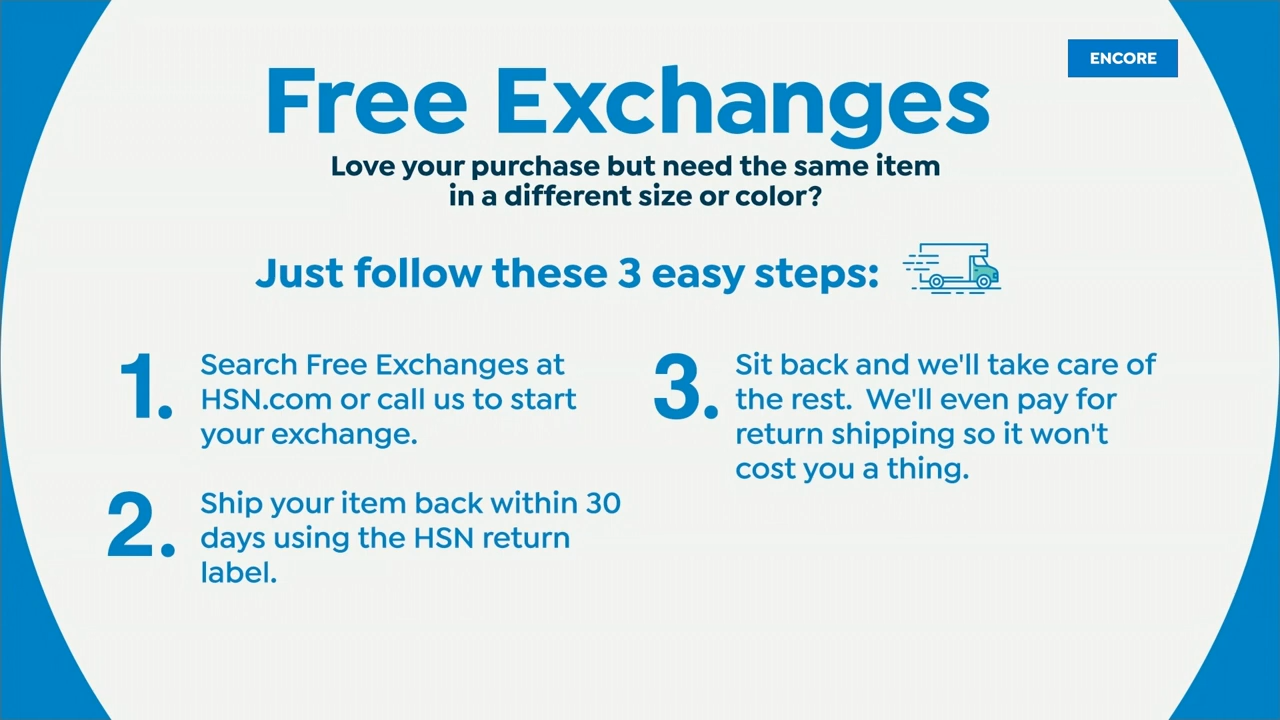 ENCORE
Free Exchanges
Love your purchase but need the same item
in a different size or color?
Just follow these 3 easy steps:
1. Search Free Exchanges at
HSN.com or call us to start
your exchange.
2. Ship your item back within 30
days using the HSN return
label.
3. Sit back and we'll take care of
the rest.  We'll even pay for
return shipping so it won't
cost you a thing.